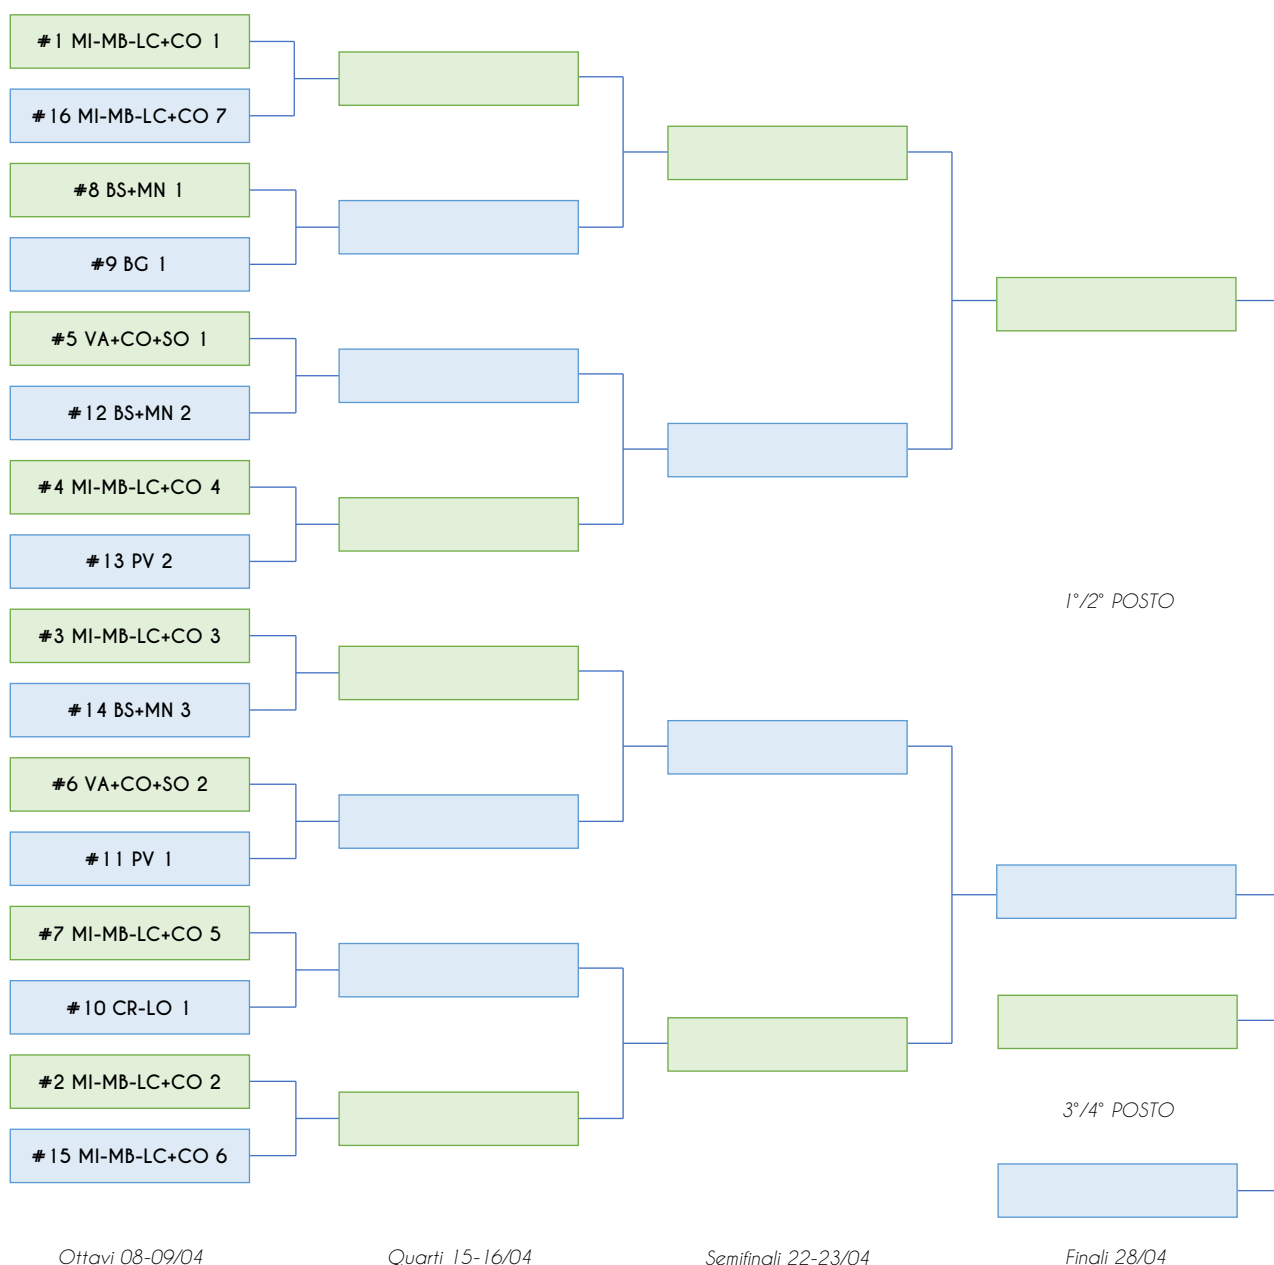 #1 MI-MB-LC+CO 1
#16 MI-MB-LC+CO 7
#8 BS+MN 1
#9 BG 1
#5 VA+CO+SO 1
#12 BS+MN 2
#4 MI-MB-LC+CO 4
#13 PV 2
1°/2° POSTO
#3 MI-MB-LC+CO 3
#14 BS+MN 3
#6 VA+CO+SO 2
#11 PV 1
#7 MI-MB-LC+CO 5
#10 CR-LO 1
#2 MI-MB-LC+CO 2
3°/4° POSTO
#15 MI-MB-LC+CO 6
Ottavi 08-09/04
Quarti 15-16/04
Semifinali 22-23/04
Finali 28/04